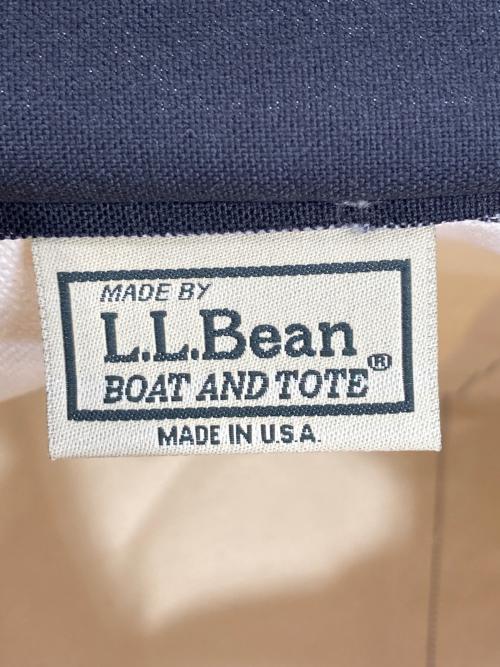 MADE BY
L.L.Bean
BOAT AND TOTE®
MADE IN U.S.A.